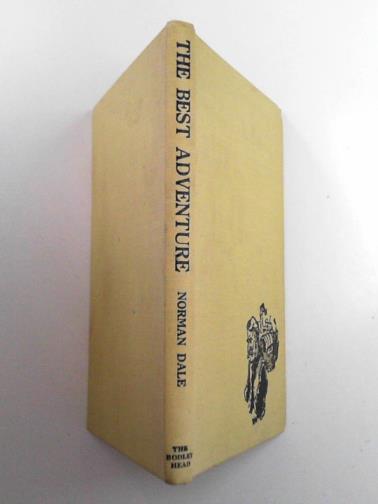 THE BEST ADVENTURE
NORMAN DALE
THE
BODLEY
HEAD